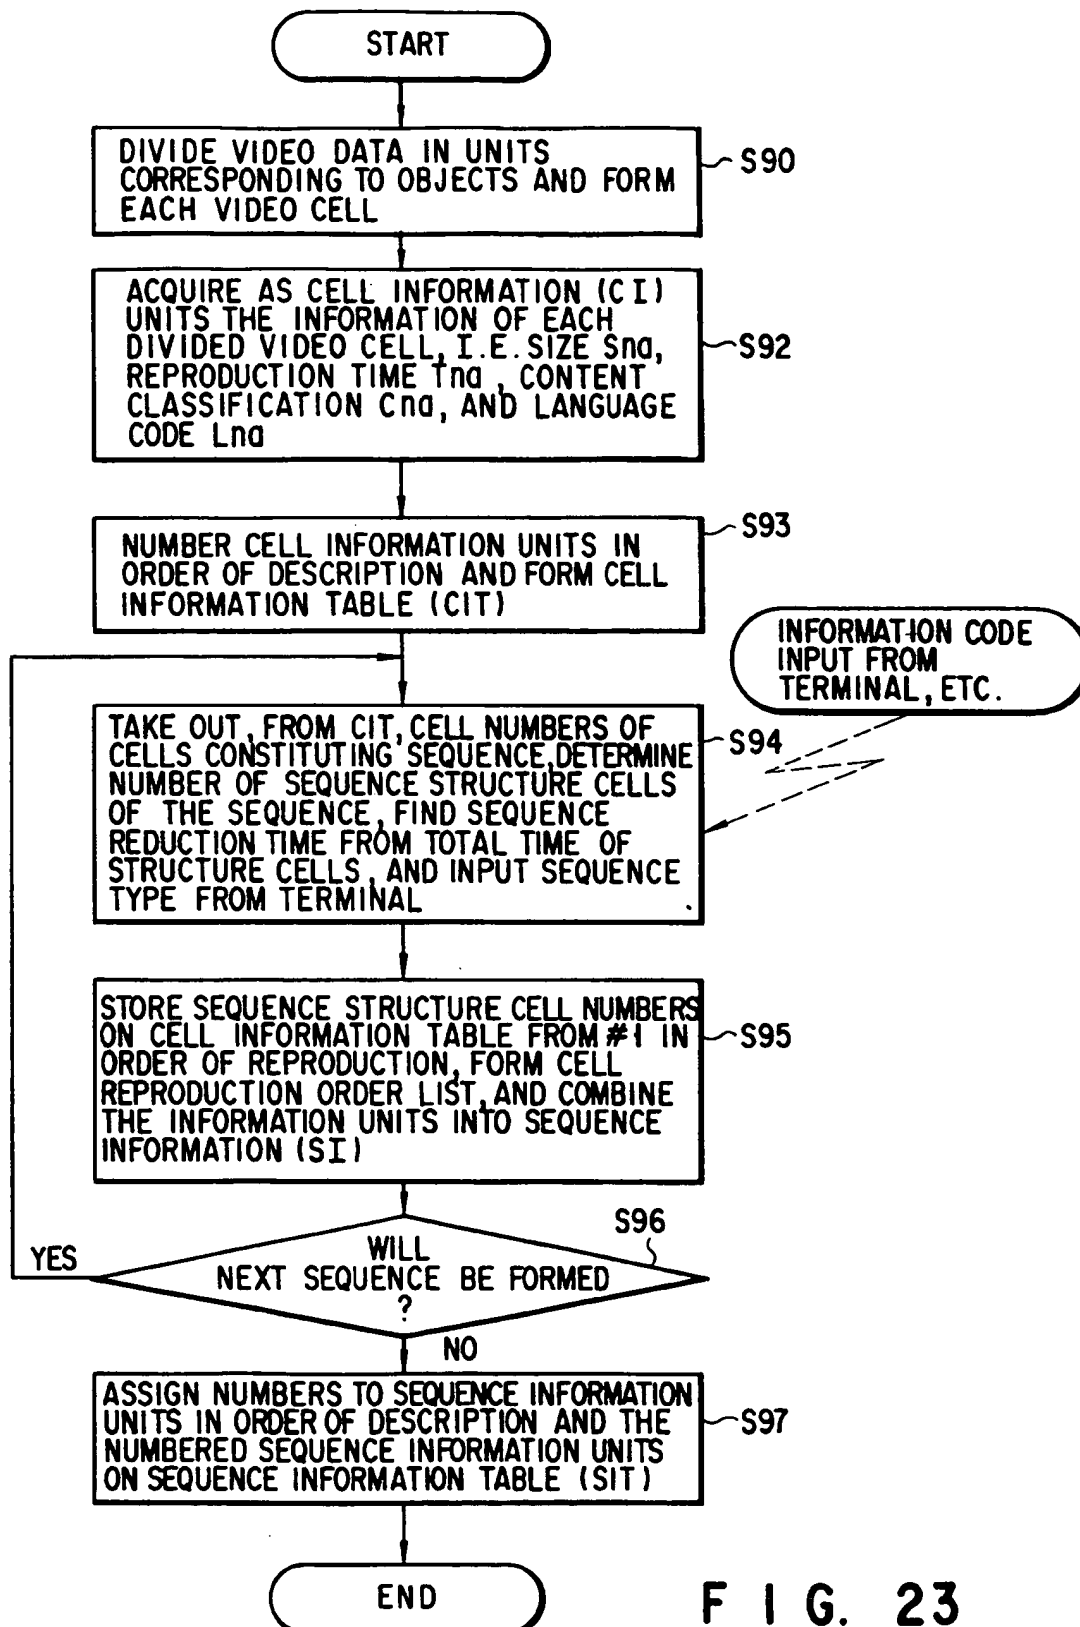 START
DIVIDE VIDEO DATA IN UNITS
CORRESPONDING TO OBJECTS AND FORM
EACH VIDEO CELL
S90
ACQUIRE AS CELL INFORMATION (CI)
UNITS THE INFORMATION OF EACH
DIVIDED VIDEO CELL, I.E. SIZE Sna,
REPRODUCTION TIME Tna, CONTENT
CLASSIFICATION Cna, AND LANGUAGE
CODE Lna
S92
NUMBER CELL INFORMATION UNITS IN
ORDER OF DESCRIPTION AND FORM CELL
INFORMATION TABLE (CIT)
S93
INFORMATION CODE
INPUT FROM
TERMINAL, ETC.
TAKE OUT, FROM CIT, CELL NUMBERS OF
CELLS CONSTITUTING SEQUENCE, DETERMINE
NUMBER OF SEQUENCE STRUCTURE CELLS
OF THE SEQUENCE, FIND SEQUENCE
REDUCTION TIME FROM TOTAL TIME OF
STRUCTURE CELLS, AND INPUT SEQUENCE
TYPE FROM TERMINAL
S94
STORE SEQUENCE STRUCTURE CELL NUMBERS
ON CELL INFORMATION TABLE FROM #1 IN
ORDER OF REPRODUCTION, FORM CELL
REPRODUCTION ORDER LIST, AND COMBINE
THE INFORMATION UNITS INTO SEQUENCE
INFORMATION (SI)
S95
WILL
NEXT SEQUENCE BE FORMED
?
S96
YES
NO
ASSIGN NUMBERS TO SEQUENCE INFORMATION
UNITS IN ORDER OF DESCRIPTION AND THE
NUMBERED SEQUENCE INFORMATION UNITS
ON SEQUENCE INFORMATION TABLE (SIT)
S97
END
FIG. 23